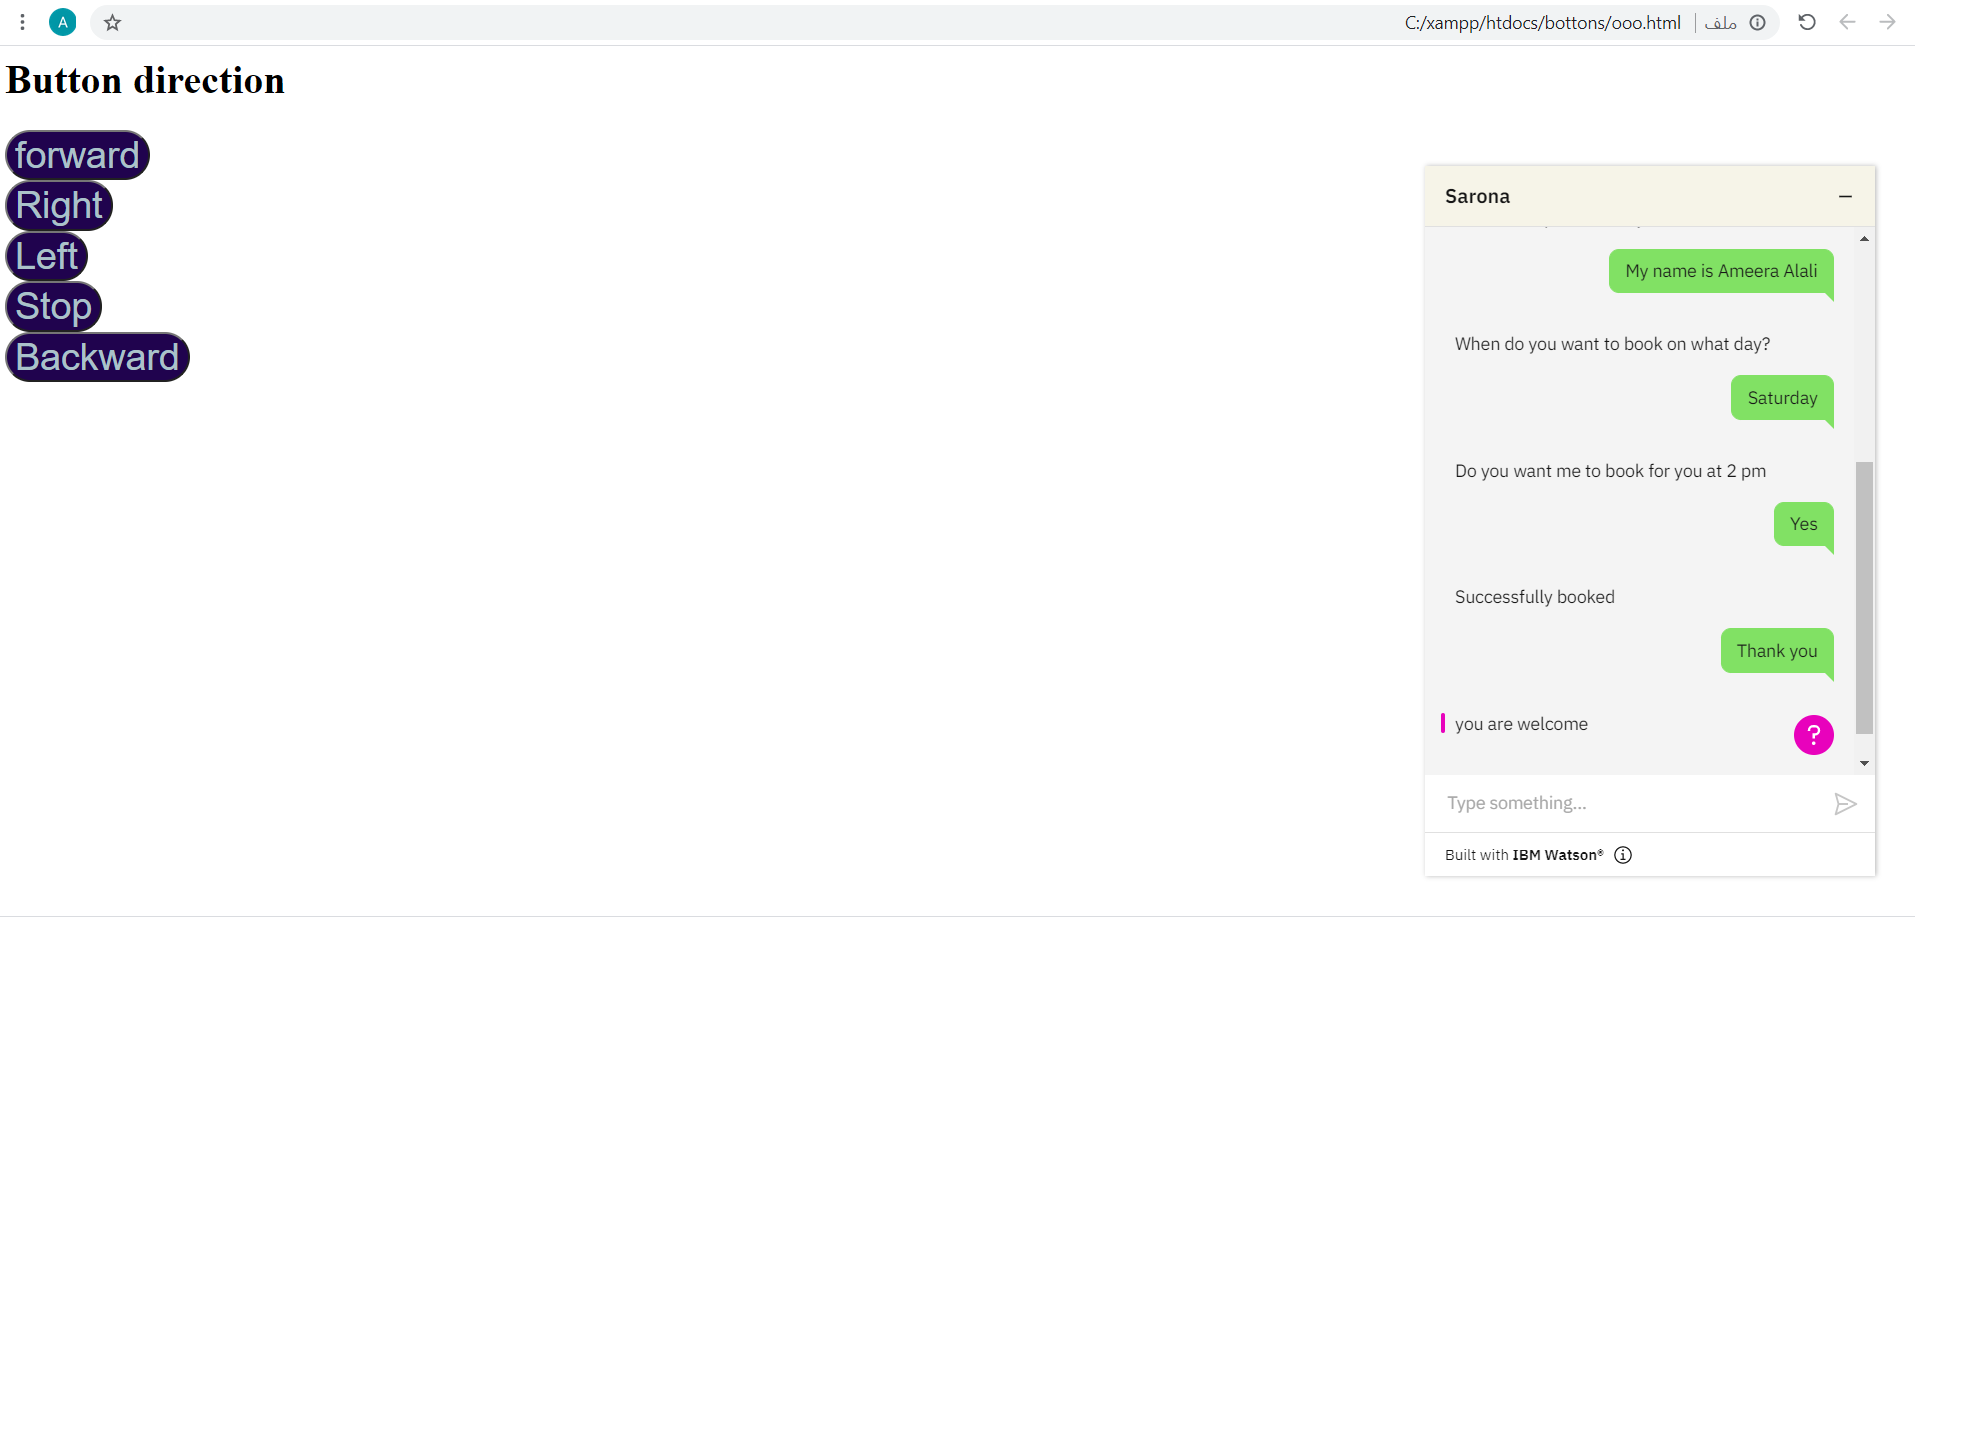 A
C:/xampp/htdocs/bottons/ooo.html | ملف
Button direction
forward
Right
Left
Stop
Backward
Sarona
My name is Ameera Alali
When do you want to book on what day?
Saturday
Do you want me to book for you at 2 pm
Yes
Successfully booked
Thank you
you are welcome
?
Type something...
Built with IBM Watson®